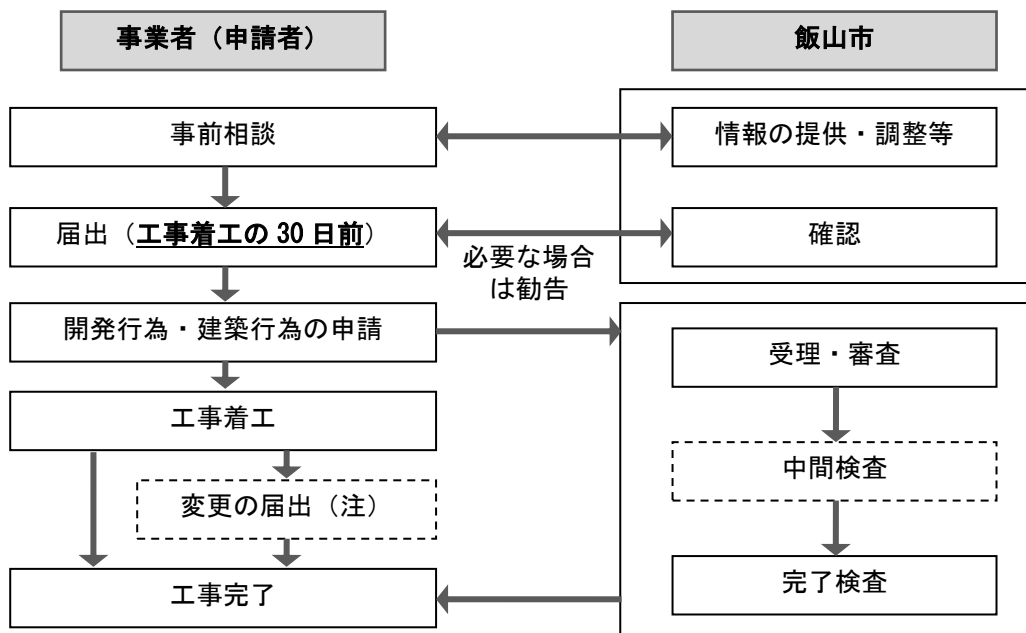 事業者（申請者）
飯山市
事前相談
情報の提供・調整等
届出（工事着工の 30 日前）
確認
必要な場合
は勧告
開発行為・建築行為の申請
受理・審査
工事着工
中間検査
変更の届出（注）
工事完了
完了検査